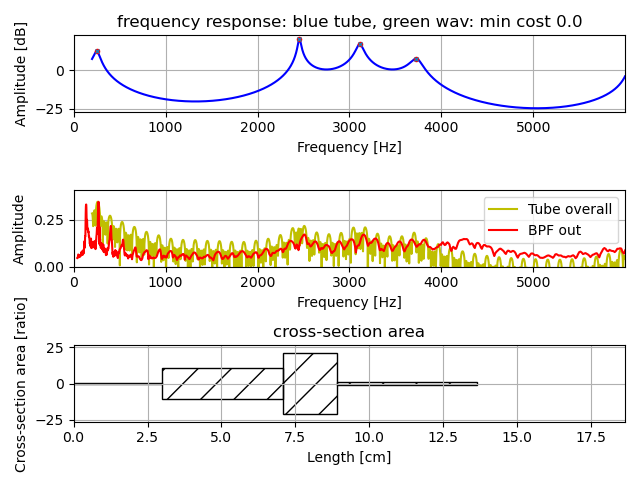 frequency response: blue tube, green wav: min cost 0.0
Amplitude [dB]
0
−25
0
1000
2000
3000
4000
5000
Frequency [Hz]
Amplitude
0.25
0.00
Tube overall
BPF out
0
1000
2000
3000
4000
5000
Frequency [Hz]
cross-section area
Cross-section area [ratio]
25
0
−25
0.0
2.5
5.0
7.5
10.0
12.5
15.0
17.5
Length [cm]